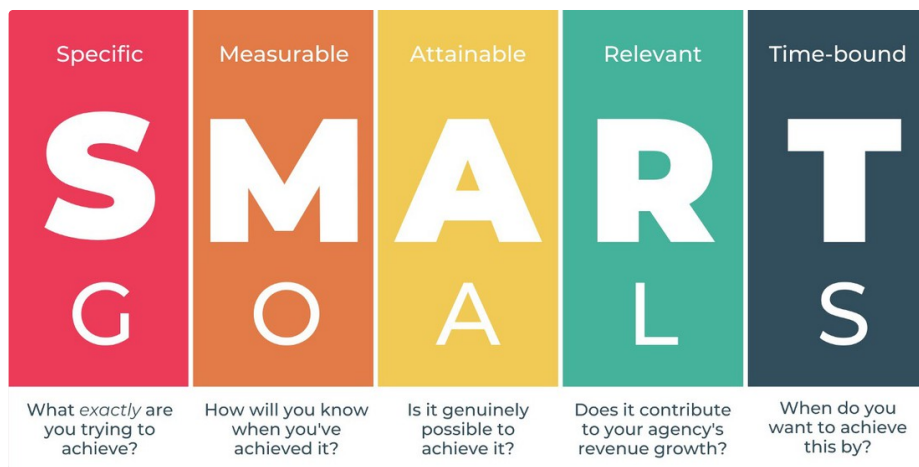 Specific Measurable Attainable Relevant Time-bound
S M A R T
G O A L S
What exactly are
you trying to
achieve?
How will you know
when you've
achieved it?
Is it genuinely
possible to
achieve it?
Does it contribute
to your agency's
revenue growth?
When do you
want to achieve
this by?